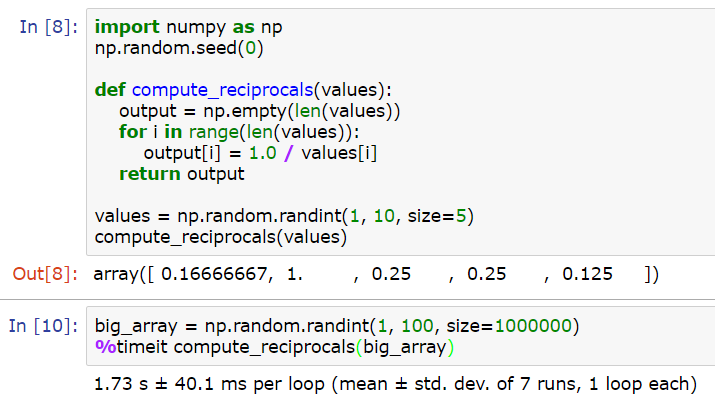 In [8]: import numpy as np
np.random.seed(0)
def compute_reciprocals(values):
    output = np.empty(len(values))
    for i in range(len(values)):
        output[i] = 1.0 / values[i]
    return output
values = np.random.randint(1, 10, size=5)
compute_reciprocals(values)
Out[8]: array([ 0.16666667, 1.        , 0.25      , 0.25      , 0.125     ])
In [10]: big_array = np.random.randint(1, 100, size=1000000)
%timeit compute_reciprocals(big_array)
1.73 s ± 40.1 ms per loop (mean ± std. dev. of 7 runs, 1 loop each)